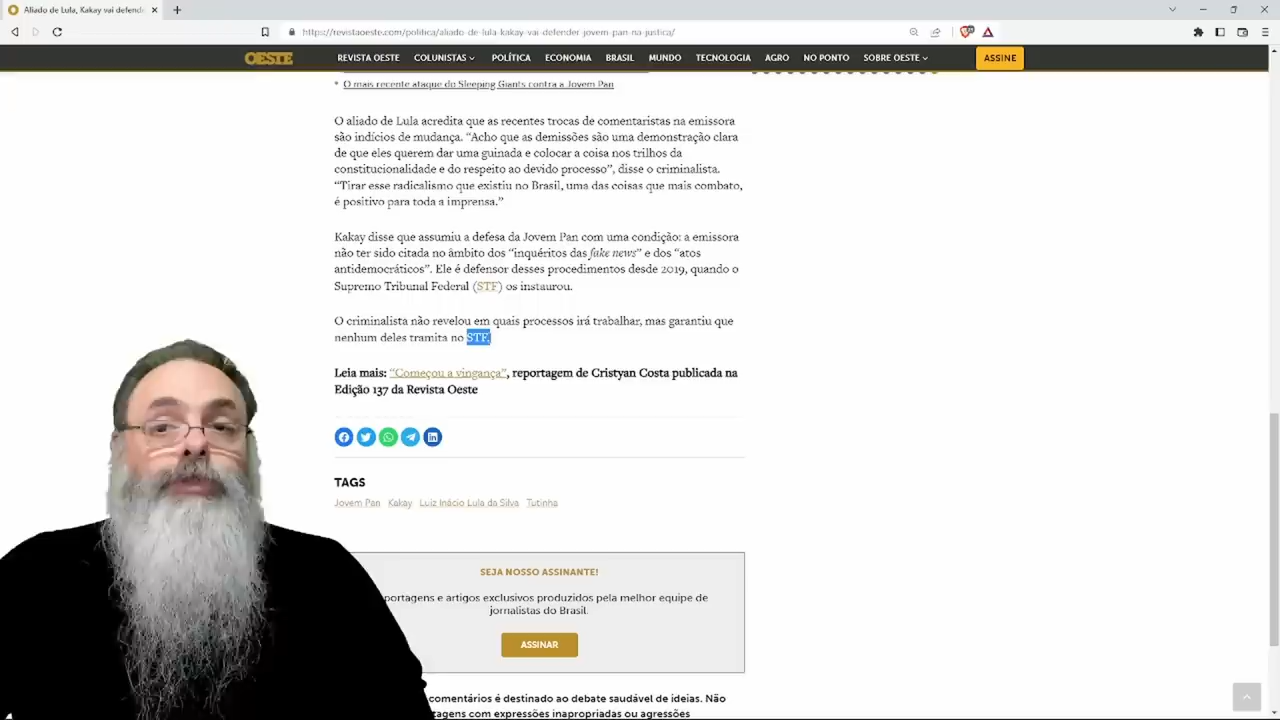 Aliado de Lula, Kakay vai defende
https://revistaoeste.com/politica/aliado-de-lula-kakay-vai-defender-jovem-pan-na-justica/
OESTE
REVISTA OESTE COLUNISTAS POLÍTICA ECONOMIA BRASIL MUNDO TECNOLOGIA AGRO NO PONTO SOBRE OESTE ASSINE
* O mais recente ataque do Sleeping Giants contra a Jovem Pan
O aliado de Lula acredita que as recentes trocas de comentaristas na emissora
são indícios de mudança. “Acho que as demissões são uma demonstração clara
de que eles querem dar uma guinada e colocar a coisa nos trilhos da
constitucionalidade e do respeito ao devido processo”, disse o criminalista.
“Tirar esse radicalismo que existiu no Brasil, uma das coisas que mais combato,
é positivo para toda a imprensa.”
Kakay disse que assumiu a defesa da Jovem Pan com uma condição: a emissora
não ter sido citada no âmbito dos “inquéritos das fake news” e dos “atos
antidemocráticos”. Ele é defensor desses procedimentos desde 2019, quando o
Supremo Tribunal Federal (STF) os instaurou.
O criminalista não revelou em quais processos irá trabalhar, mas garantiu que
nenhum deles tramita no STF.
Leia mais: “Começou a vingança”, reportagem de Cristyan Costa publicada na
Edição 137 da Revista Oeste
TAGS
Jovem Pan Kakay Luiz Inácio Lula da Silva Tutinha
SEJA NOSSO ASSINANTE!
portagens e artigos exclusivos produzidos pela melhor equipe de
jornalistas do Brasil.
ASSINAR
comentários é destinado ao debate saudável de ideias. Não
tagens com expressões inapropriadas ou agressões